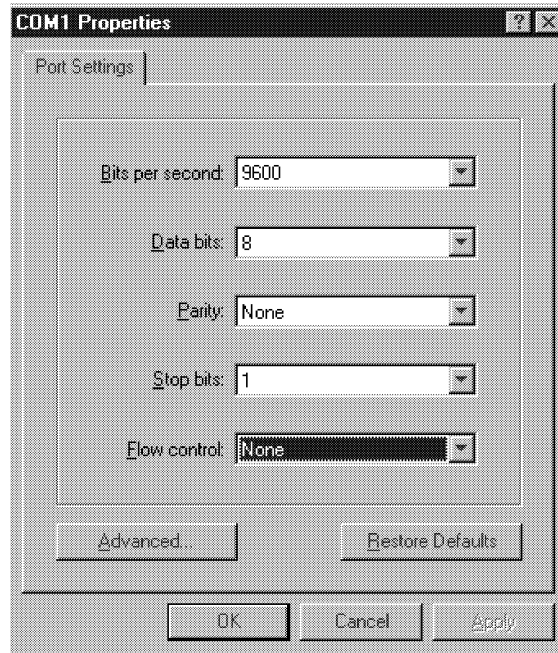 COM1 Properties
Port Settings
Bits per second: 9600
Data bits: 8
Parity: None
Stop bits: 1
Flow control: None
Advanced... Restore Defaults
OK Cancel Apply